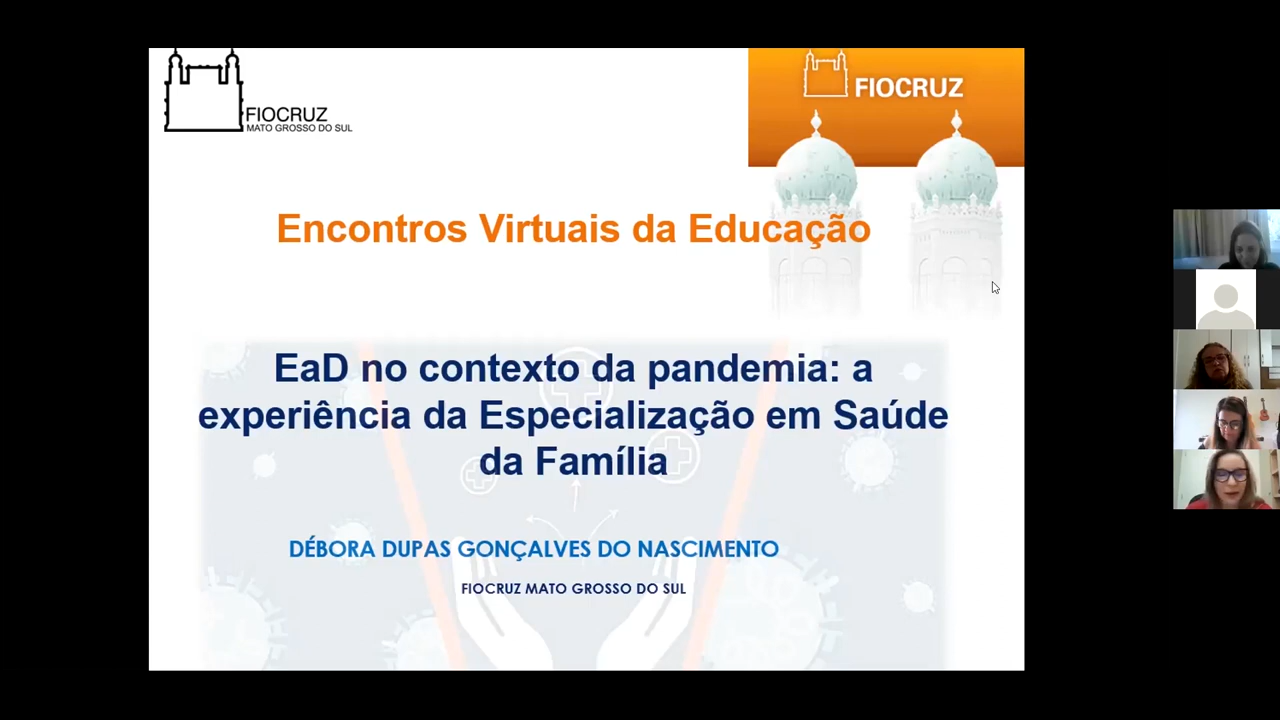 FIOCRUZ
MATO GROSSO DO SUL
FIOCRUZ
Encontros Virtuais da Educação
EaD no contexto da pandemia: a
experiência da Especialização em Saúde
da Família
DÉBORA DUPAS GONÇALVES DO NASCIMENTO
FIOCRUZ MATO GROSSO DO SUL